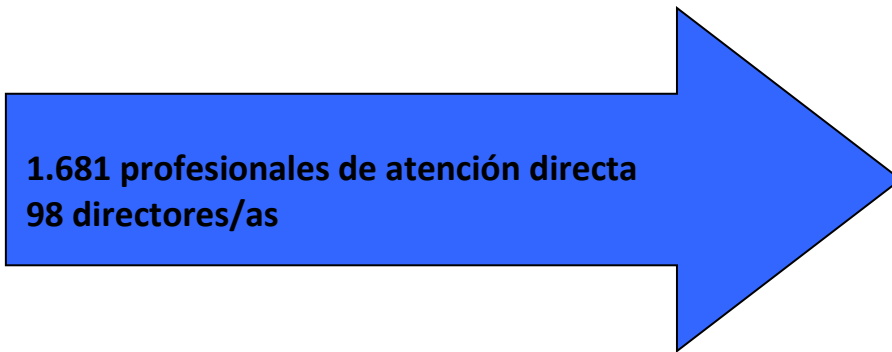 1.681 profesionales de atención directa
98 directores/as